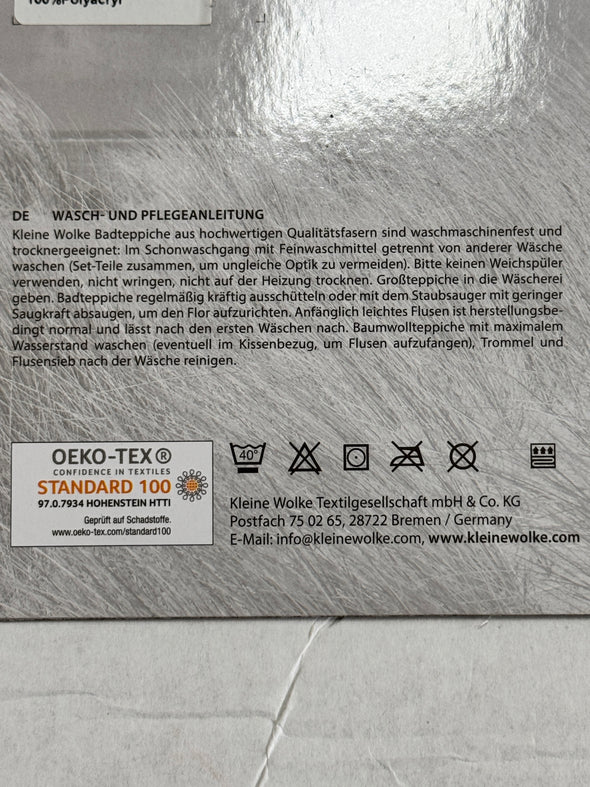 100%Polyacryl
DE WASCH- UND PFLEGEANLEITUNG
Kleine Wolke Badteppiche aus hochwertigen Qualitätsfasern sind waschmaschinenfest und
trocknergeeignet: Im Schonwaschgang mit Feinwaschmittel getrennt von anderer Wäsche
waschen (Set-Teile zusammen, um ungleiche Optik zu vermeiden). Bitte keinen Weichspüler
verwenden, nicht wringen, nicht auf der Heizung trocknen. Großteppiche in die Wäscherei
geben. Badteppiche regelmäßig kräftig ausschütteln oder mit dem Staubsauger mit geringer
Saugkraft absaugen, um den Flor aufzurichten. Anfänglich leichtes Flusen ist herstellungsbe-
dingt normal und lässt nach den ersten Wäschen nach. Baumwollteppiche mit maximalem
Wasserstand waschen (eventuell im Kissenbezug, um Flusen aufzufangen), Trommel und
Flusensieb nach der Wäsche reinigen.
OEKO-TEX®
CONFIDENCE IN TEXTILES
STANDARD 100
97.0.7934 HOHENSTEIN HTTI
Geprüft auf Schadstoffe.
www.oeko-tex.com/standard100
40°
Kleine Wolke Textilgesellschaft mbH & Co. KG
Postfach 75 02 65, 28722 Bremen / Germany
E-Mail: info@kleinewolke.com, www.kleinewolke.com